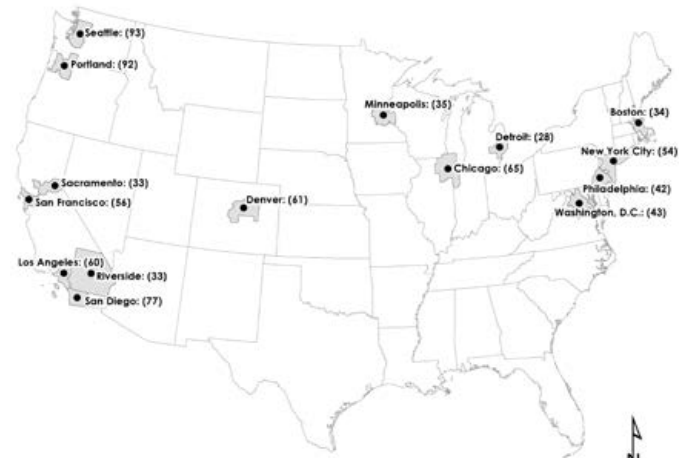 Seattle: (93)
Portland: (92)
Minneapolis: (35)
Boston: (34)
Detroit: (28)
New York City: (54)
Chicago: (65)
Sacramento: (33)
Philadelphia: (42)
San Francisco: (56)
Denver: (61)
Washington, D.C.: (43)
Los Angeles: (60)
Riverside: (33)
San Diego: (77)
N